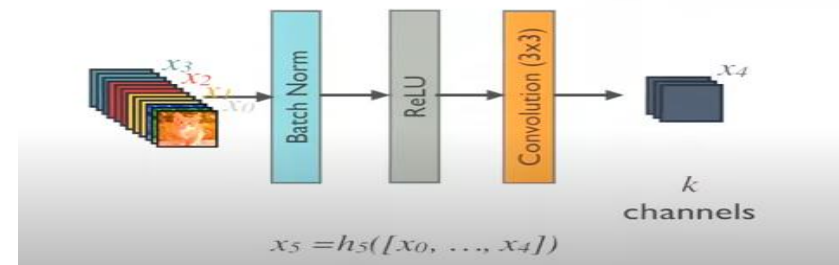 x3
x2
x1
x0
Batch Norm
ReLU
Convolution (3x3)
x4
k
channels
x5 =h5([x0, ..., x4])